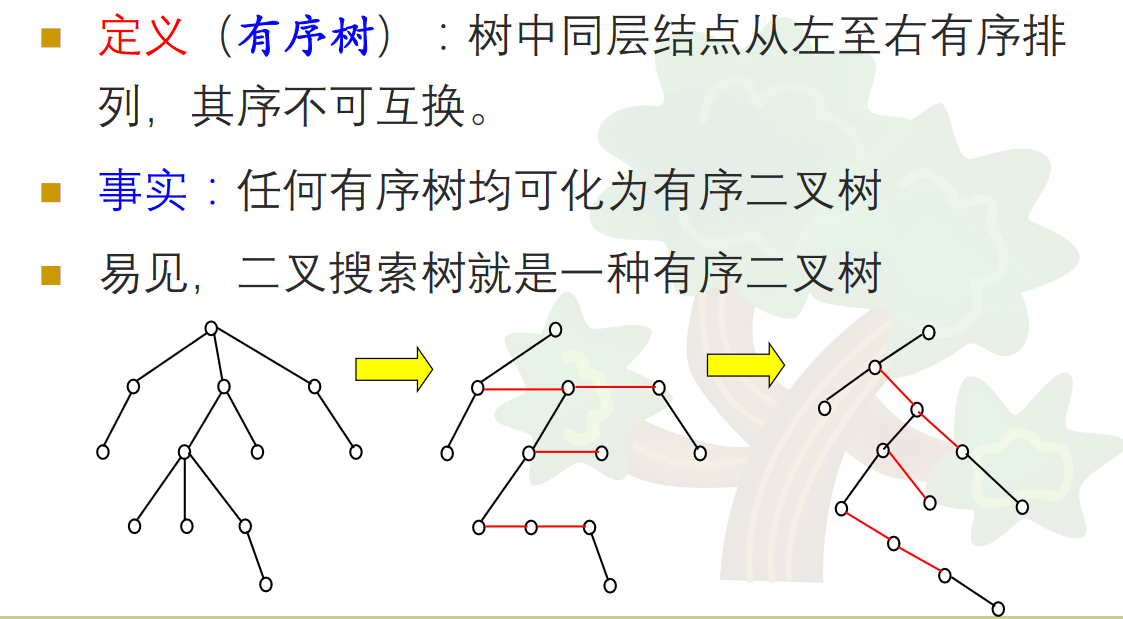 定义（有序树）：树中同层结点从左至右有序排
列，其序不可互换。
事实：任何有序树均可化为有序二叉树
易见，二叉搜索树就是一种有序二叉树